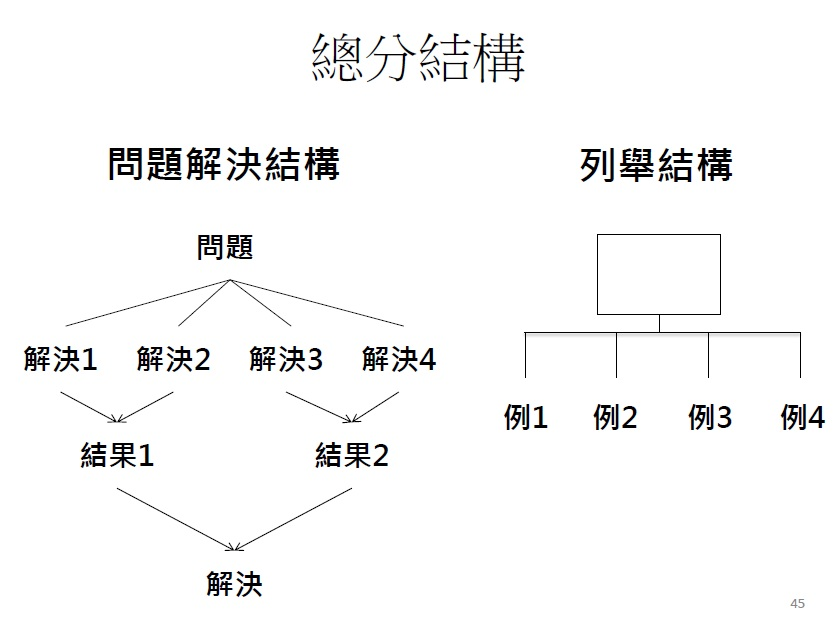 總分結構
問題解決結構
問題
解決1 解決2 解決3 解決4
結果1 結果2
解決
列舉結構
例1 例2 例3 例4
45